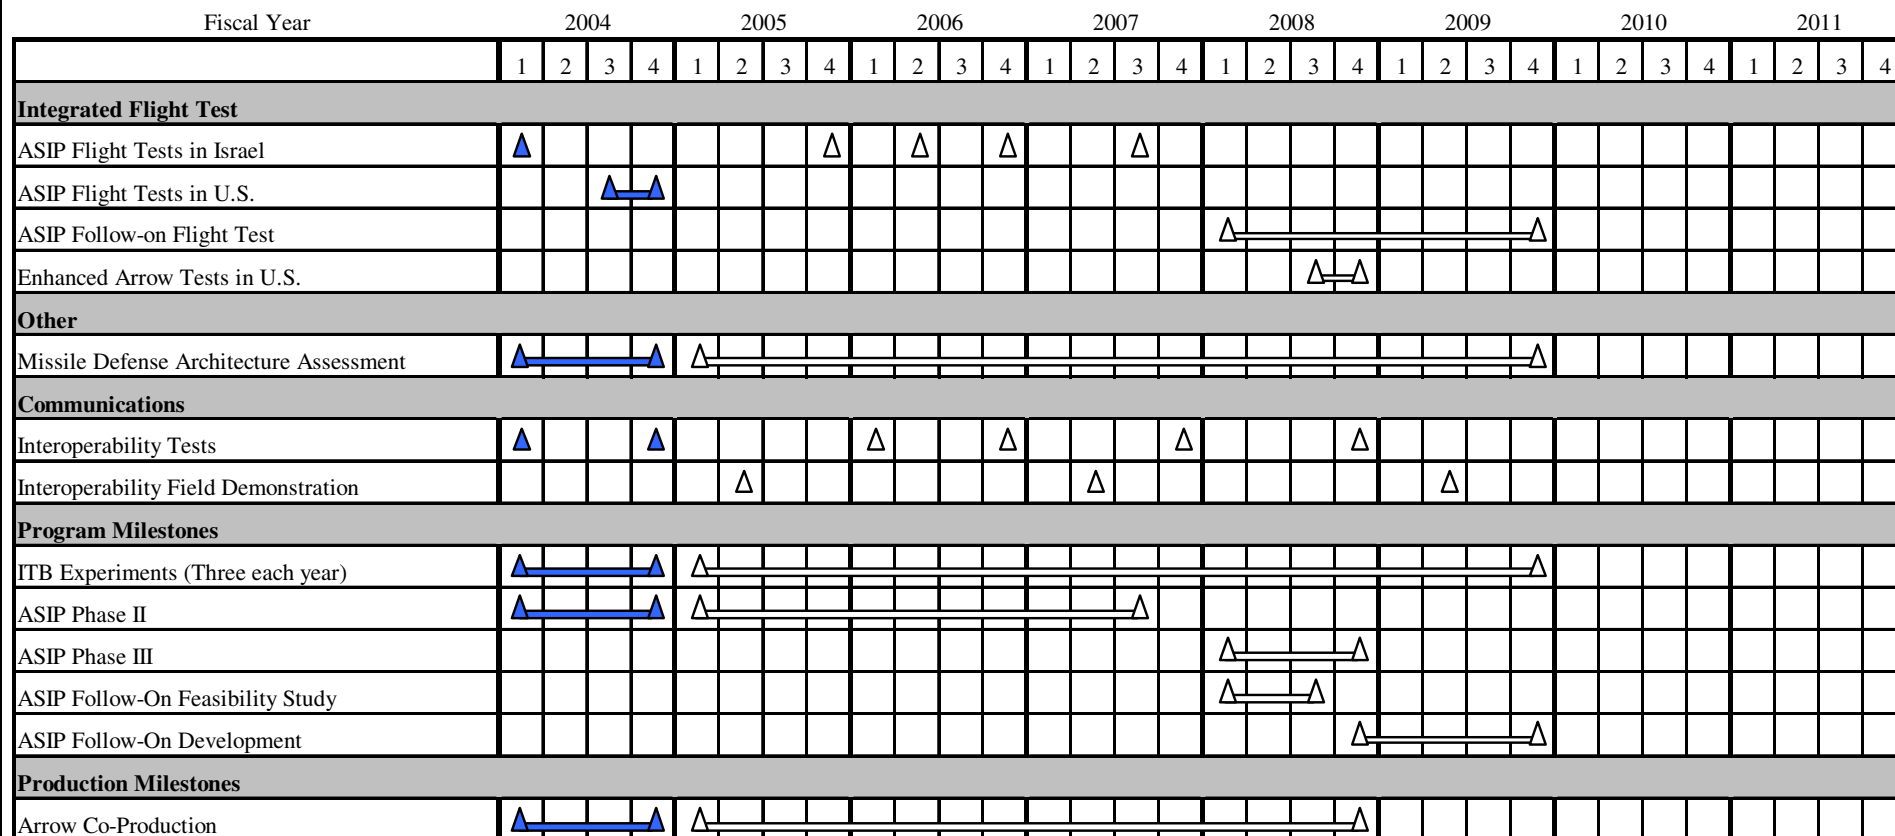 Fiscal Year 2004 2005 2006 2007 2008 2009 2010 2011
1 2 3 4 1 2 3 4 1 2 3 4 1 2 3 4 1 2 3 4 1 2 3 4 1 2 3 4 1 2 3 4
Integrated Flight Test
ASIP Flight Tests in Israel
ASIP Flight Tests in U.S.
ASIP Follow-on Flight Test
Enhanced Arrow Tests in U.S.
Other
Missile Defense Architecture Assessment
Communications
Interoperability Tests
Interoperability Field Demonstration
Program Milestones
ITB Experiments (Three each year)
ASIP Phase II
ASIP Phase III
ASIP Follow-On Feasibility Study
ASIP Follow-On Development
Production Milestones
Arrow Co-Production